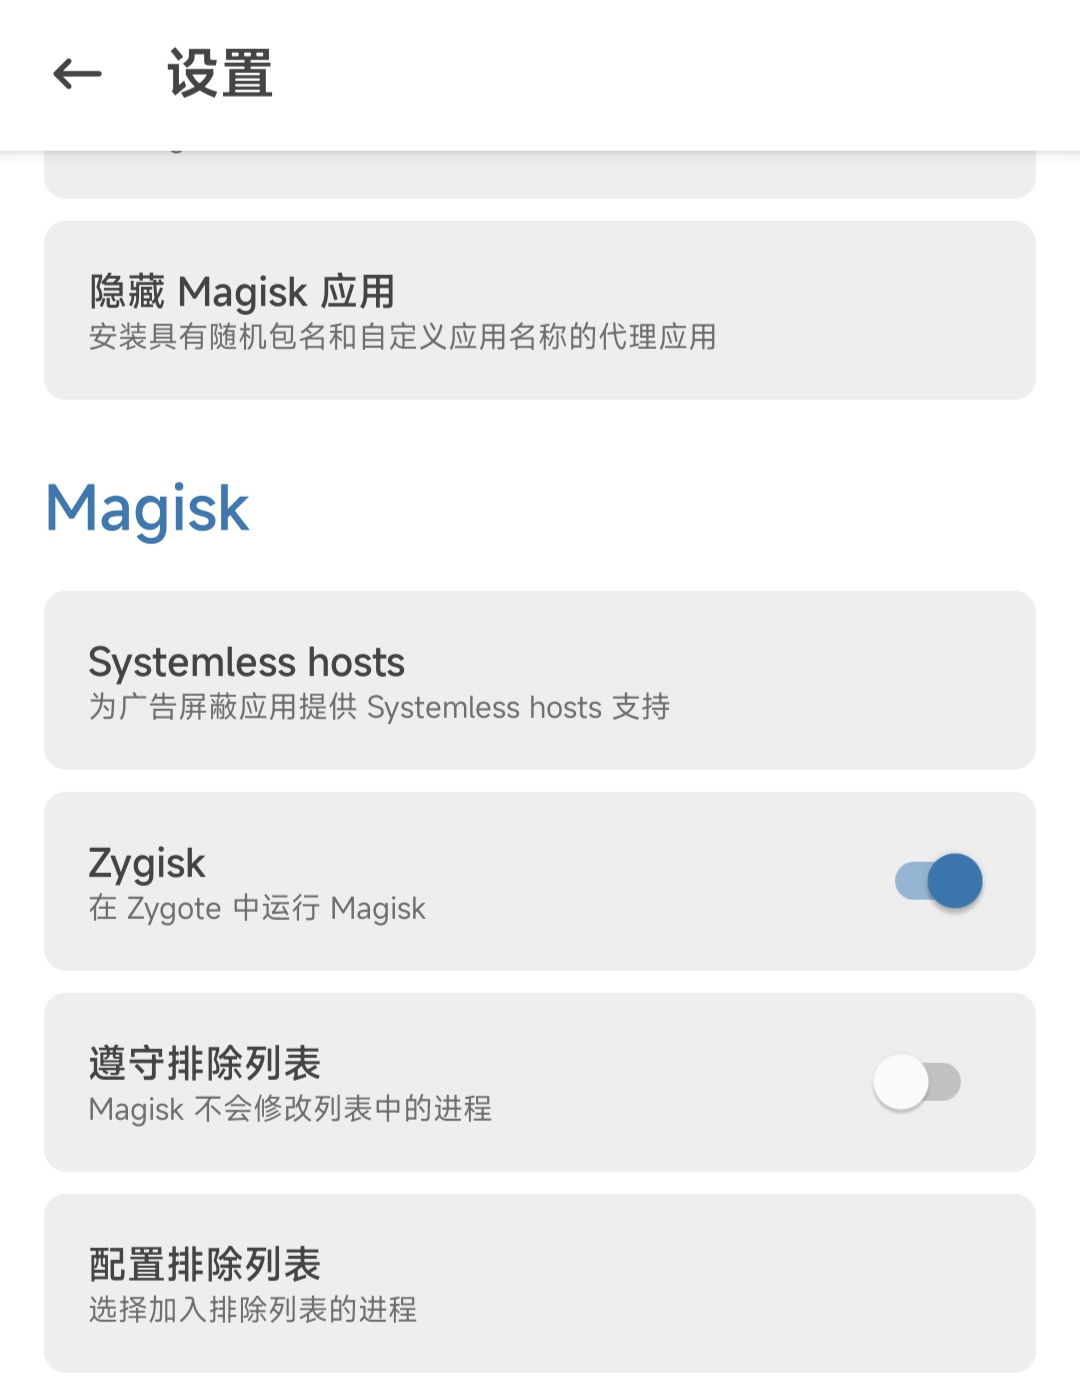 设置
隐藏 Magisk 应用
安装具有随机包名和自定义应用名称的代理应用
Magisk
Systemless hosts
为广告屏蔽应用提供 Systemless hosts 支持
Zygisk
在 Zygote 中运行 Magisk
遵守排除列表
Magisk 不会修改列表中的进程
配置排除列表
选择加入排除列表的进程